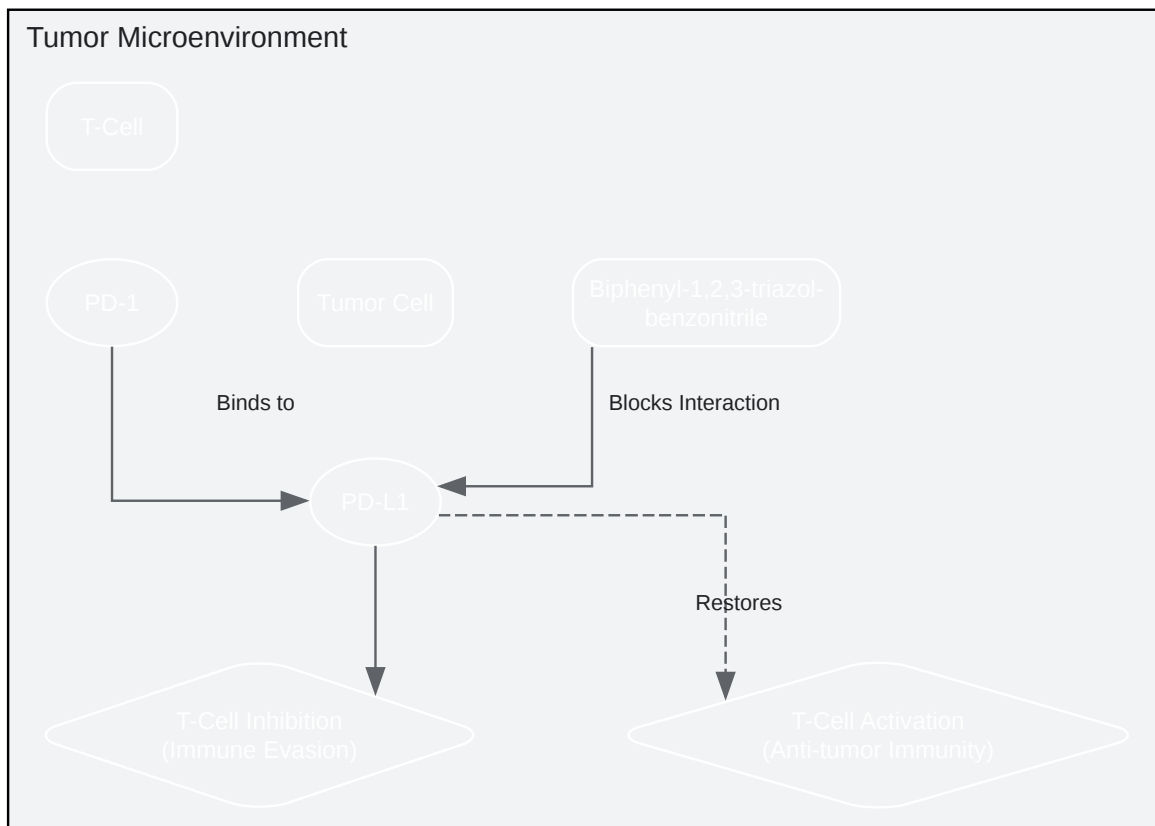 Tumor Microenvironment
T-Cell
PD-1
Tumor Cell
Biphenyl-1,2,3-triazol-
benzonitrile
Binds to
Blocks Interaction
PD-L1
Restores
T-Cell Inhibition
(Immune Evasion)
T-Cell Activation
(Anti-tumor Immunity)